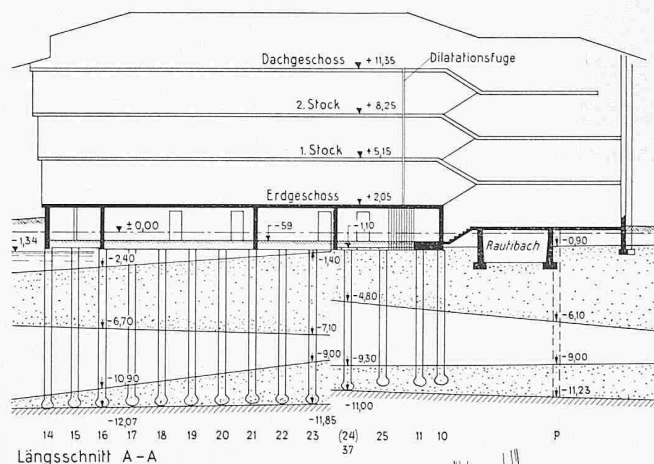 Dachgeschoss + 11,35 Dilatationsfuge
2. Stock + 8,25
1. Stock + 5,15
Erdgeschoss + 2,05
± 0,00 -59 -1,10
-1,34 Rautibach -0,90
-2,40 -1,40
-4,80
-6,70 -6,10
-7,10
-9,00 -9,30 -9,00
-10,90
-11,23
-11,00
-12,07 -11,85
14 15 16 17 18 19 20 21 22 23 (24) 25 11 10 P
37
Längsschnitt A - A